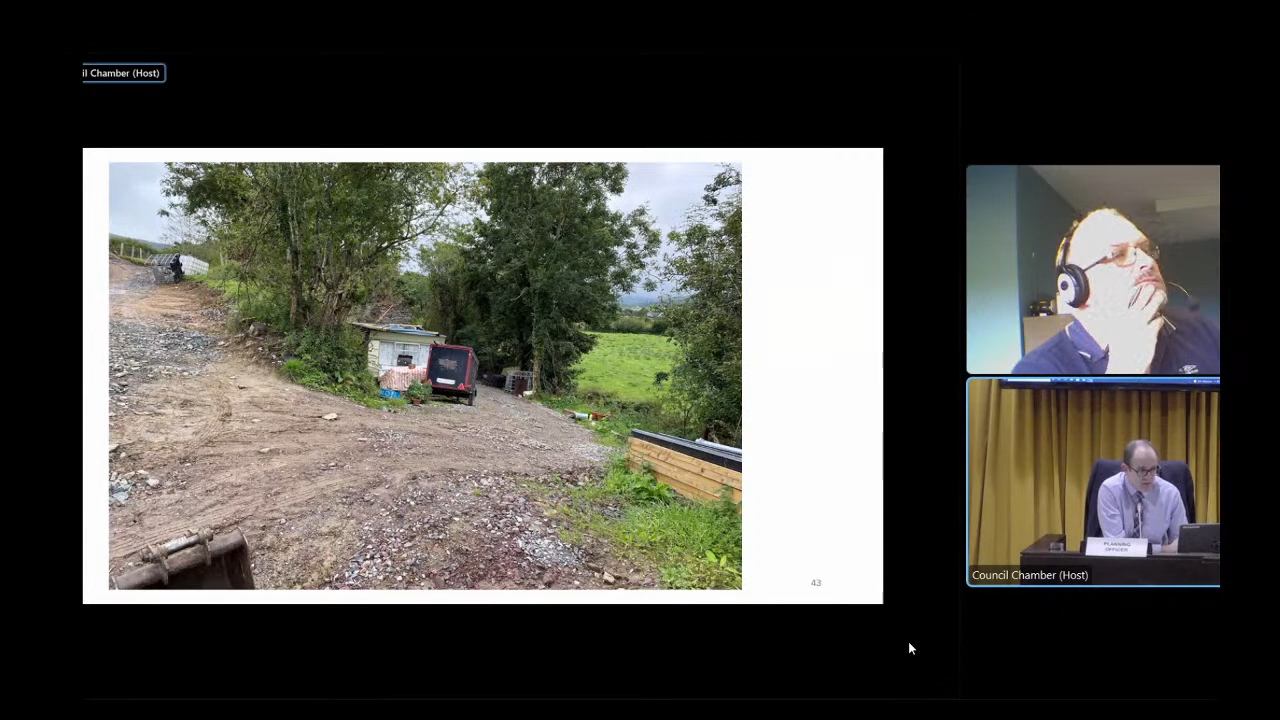 il Chamber (Host)
43
PLANNING
OFFICER
Council Chamber (Host)